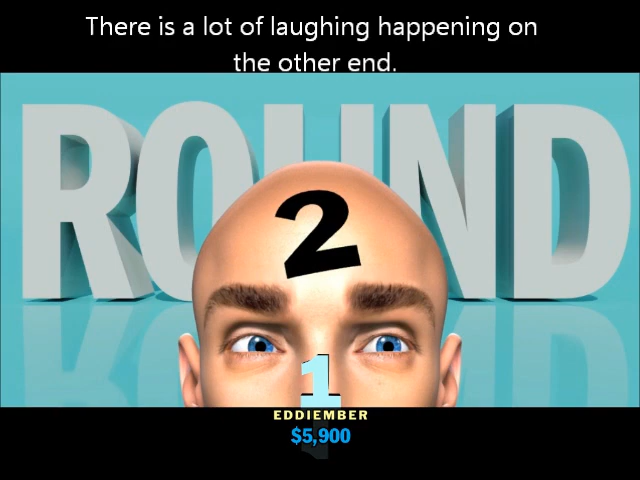 There is a lot of laughing happening on
the other end.
ROUND
2
1
EDDIEMBER
$5,900